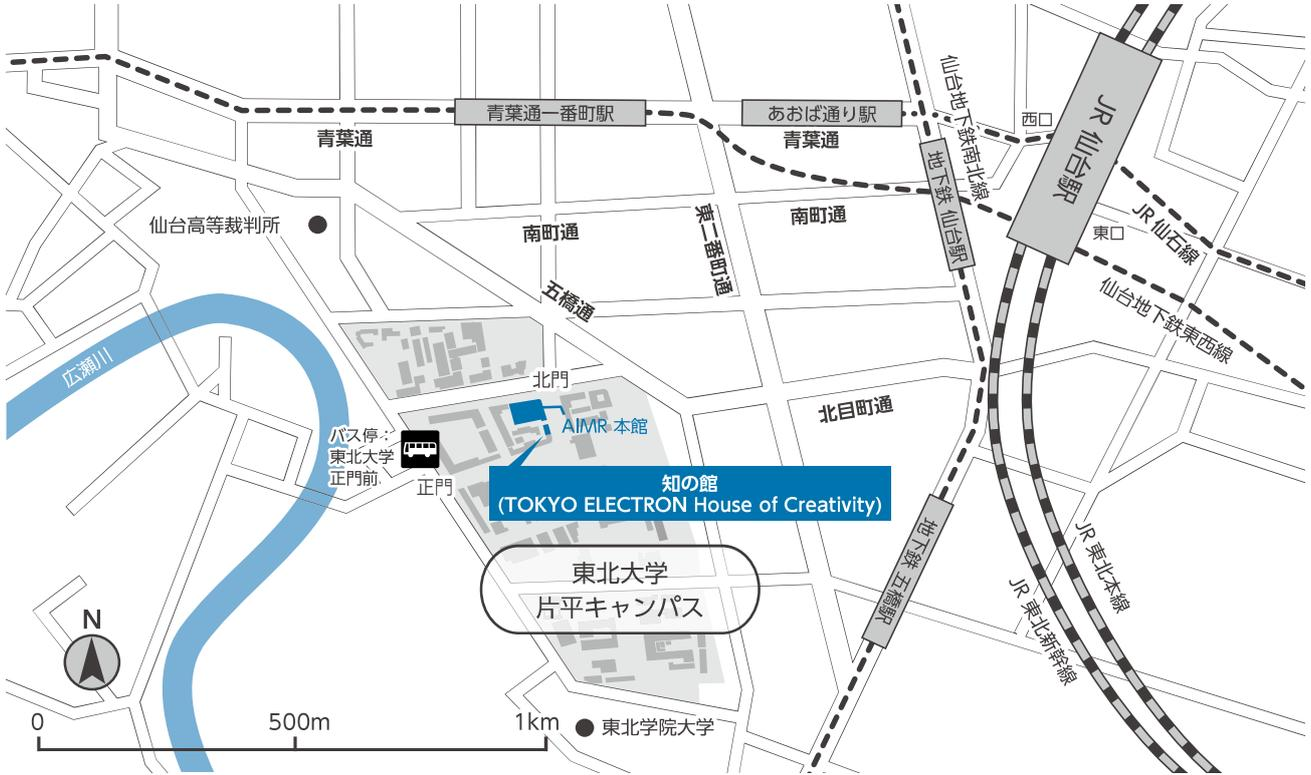 仙台地下鉄南北線
青葉通一番町駅
あおば通り駅
西口
JR 仙台駅
青葉通
青葉通
地下鉄 仙台駅
仙台高等裁判所
南町通
東二番町通
南町通
東口
JR 仙石線
五橋通
仙台地下鉄東西線
広瀬川
北門
北目町通
AIMR 本館
バス停：
東北大学
正門前
正門
知の館
(TOKYO ELECTRON House of Creativity)
地下鉄 五橋駅
JR 東北本線
JR 東北新幹線
東北大学
片平キャンパス
N
0
500m
1km
東北学院大学